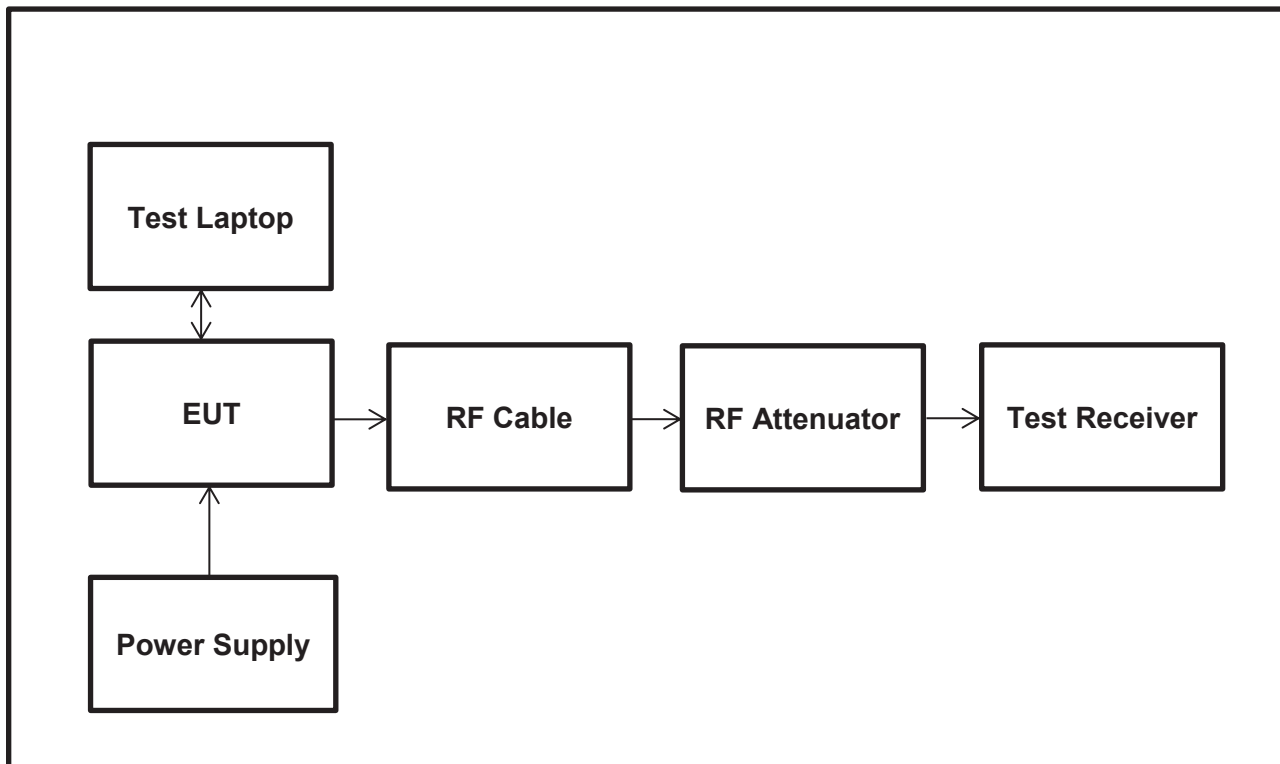 Test Laptop
EUT
RF Cable
RF Attenuator
Test Receiver
Power Supply